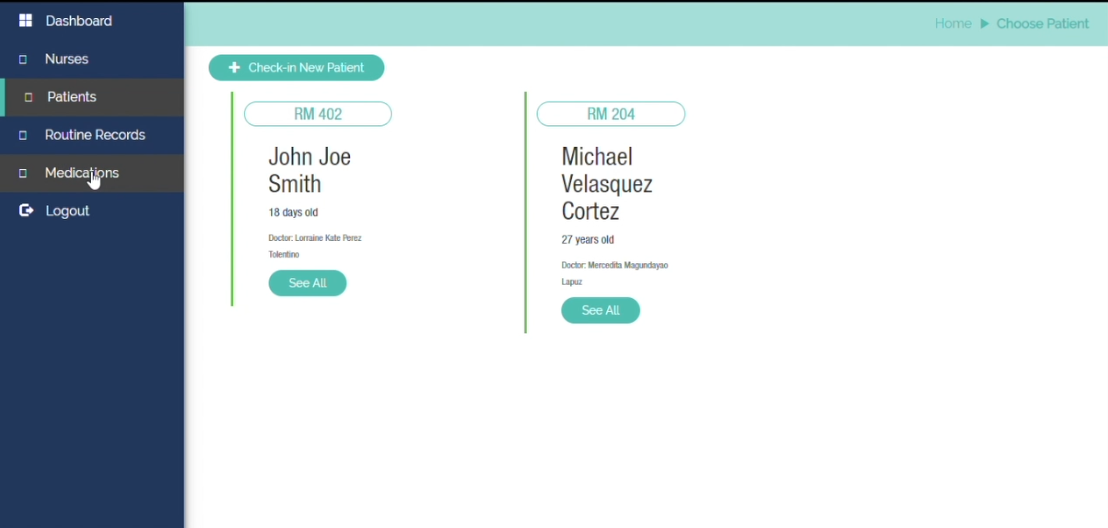 Dashboard
Nurses
Patients
Routine Records
Medications
Logout
Home ▶ Choose Patient
+ Check-in New Patient
RM 402
John Joe
Smith
18 days old
Doctor: Lorraine Kate Perez
Tolentino
See All
RM 204
Michael
Velasquez
Cortez
27 years old
Doctor: Mercedita Magundayao
Lapuz
See All